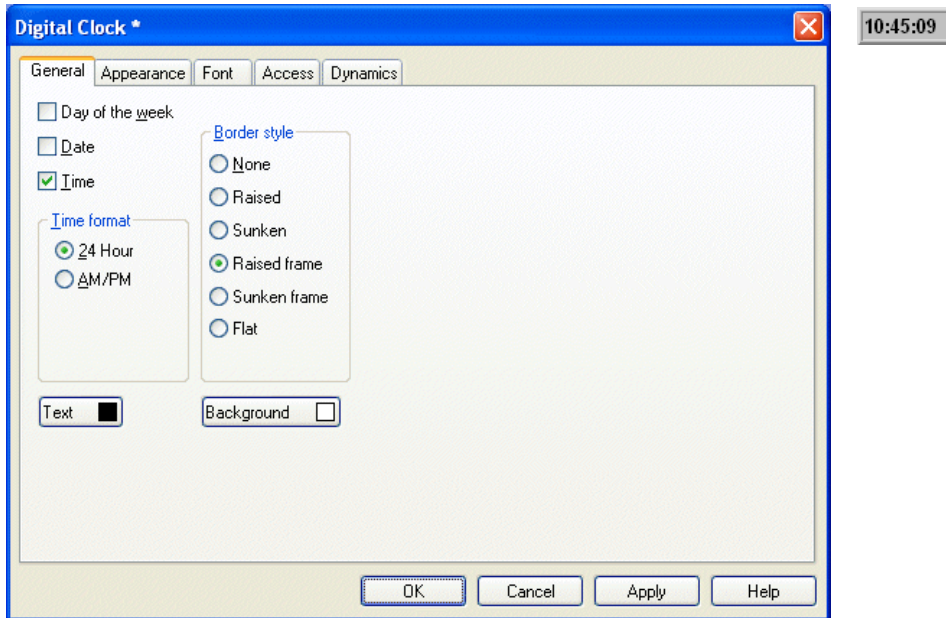 Digital Clock *
10:45:09
General Appearance Font Access Dynamics
Day of the week
Date
Time
Time format
24 Hour
AM/PM
Border style
None
Raised
Sunken
Raised frame
Sunken frame
Flat
Text
Background
OK Cancel Apply Help